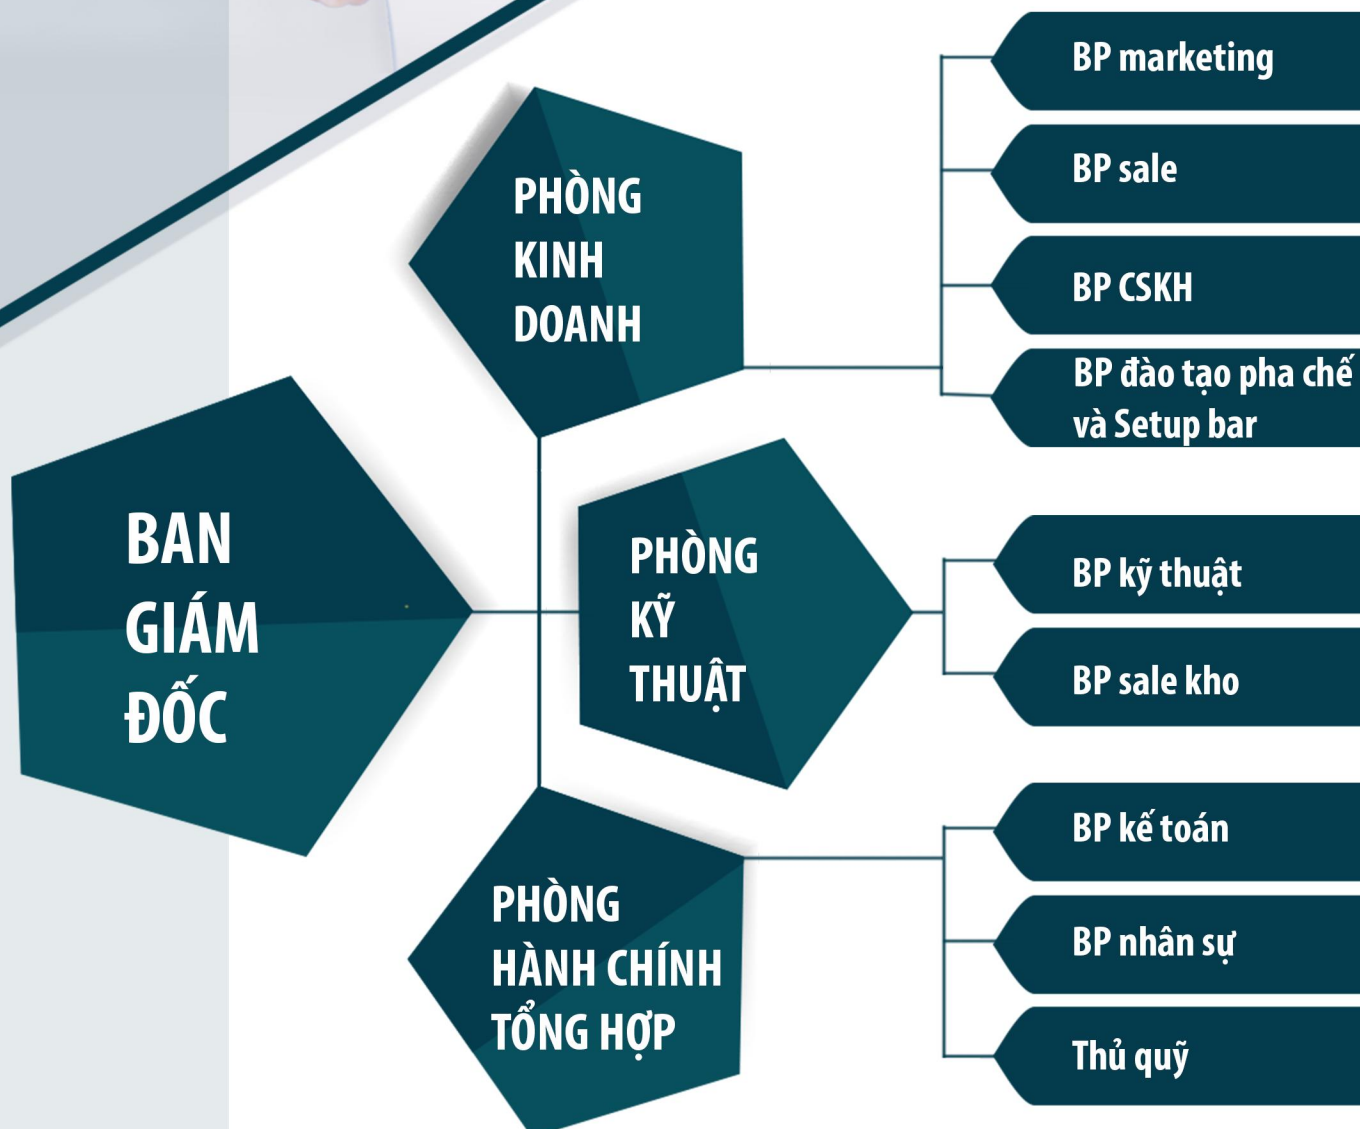 BAN
GIÁM
ĐỐC
PHÒNG
KINH
DOANH
BP marketing
BP sale
BP CSKH
BP đào tạo pha chế
và Setup bar
PHÒNG
KỸ
THUẬT
BP kỹ thuật
BP sale kho
PHÒNG
HÀNH CHÍNH
TỔNG HỢP
BP kế toán
BP nhân sự
Thủ quỹ